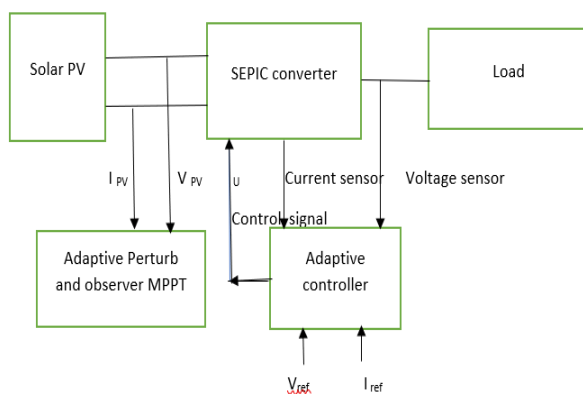 Solar PV
SEPIC converter
Load
I PV
V PV
U
Current sensor
Voltage sensor
Control signal
Adaptive Perturb
and observer MPPT
Adaptive
controller
Vref
I ref